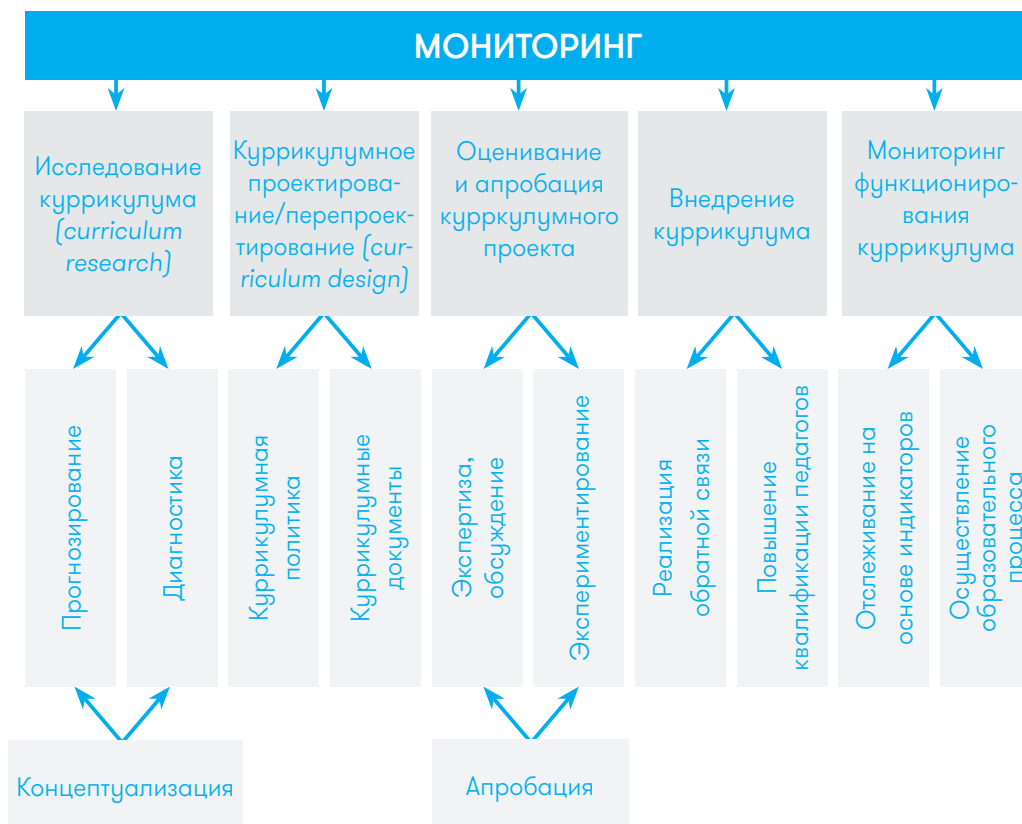 МОНИТОРИНГ
Исследование
куррикулума
(curriculum
research)
Куррикулумное
проектирова-
ние/перепроек-
тирование (cur-
riculum design)
Оценивание
и апробация
курркулумного
проекта
Внедрение
куррикулума
Мониторинг
функциониро-
вания
куррикулума
Прогнозирование
Диагностика
Куррикулумная
политика
Куррикулумные
документы
Экспертиза,
обсуждение
Экспериментирование
Реализация
обратной связи
Повышение
квалификации педагогов
Отслеживание на
основе индикаторов
Осуществление
образовательного
процесса
Концептуализация
Апробация